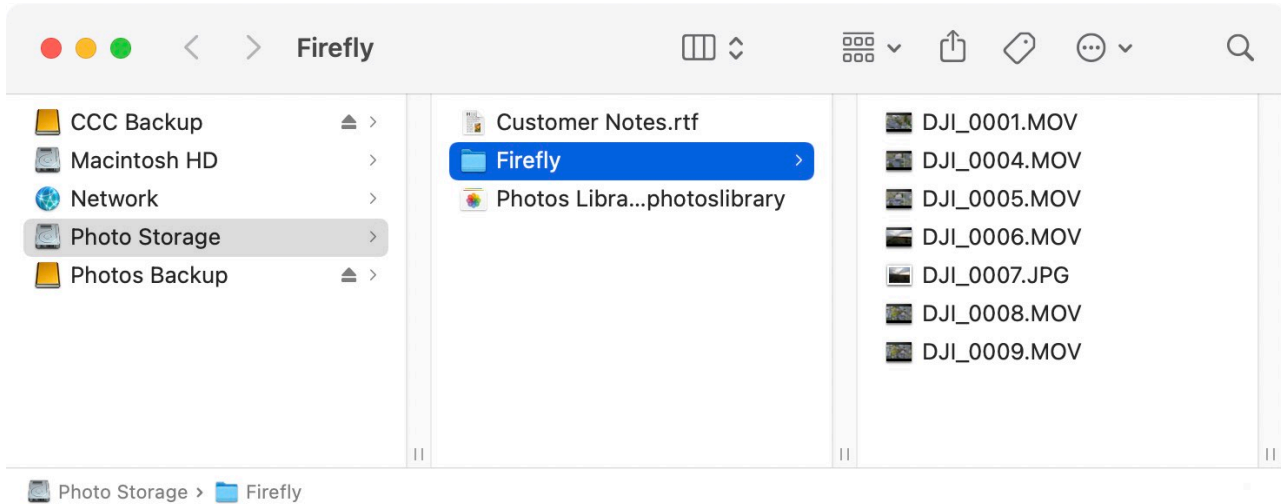 Firefly
CCC Backup
Macintosh HD
Network
Photo Storage
Photos Backup
Customer Notes.rtf
Firefly
Photos Libra...photoslibrary
DJI_0001.MOV
DJI_0004.MOV
DJI_0005.MOV
DJI_0006.MOV
DJI_0007.JPG
DJI_0008.MOV
DJI_0009.MOV
Photo Storage › Firefly